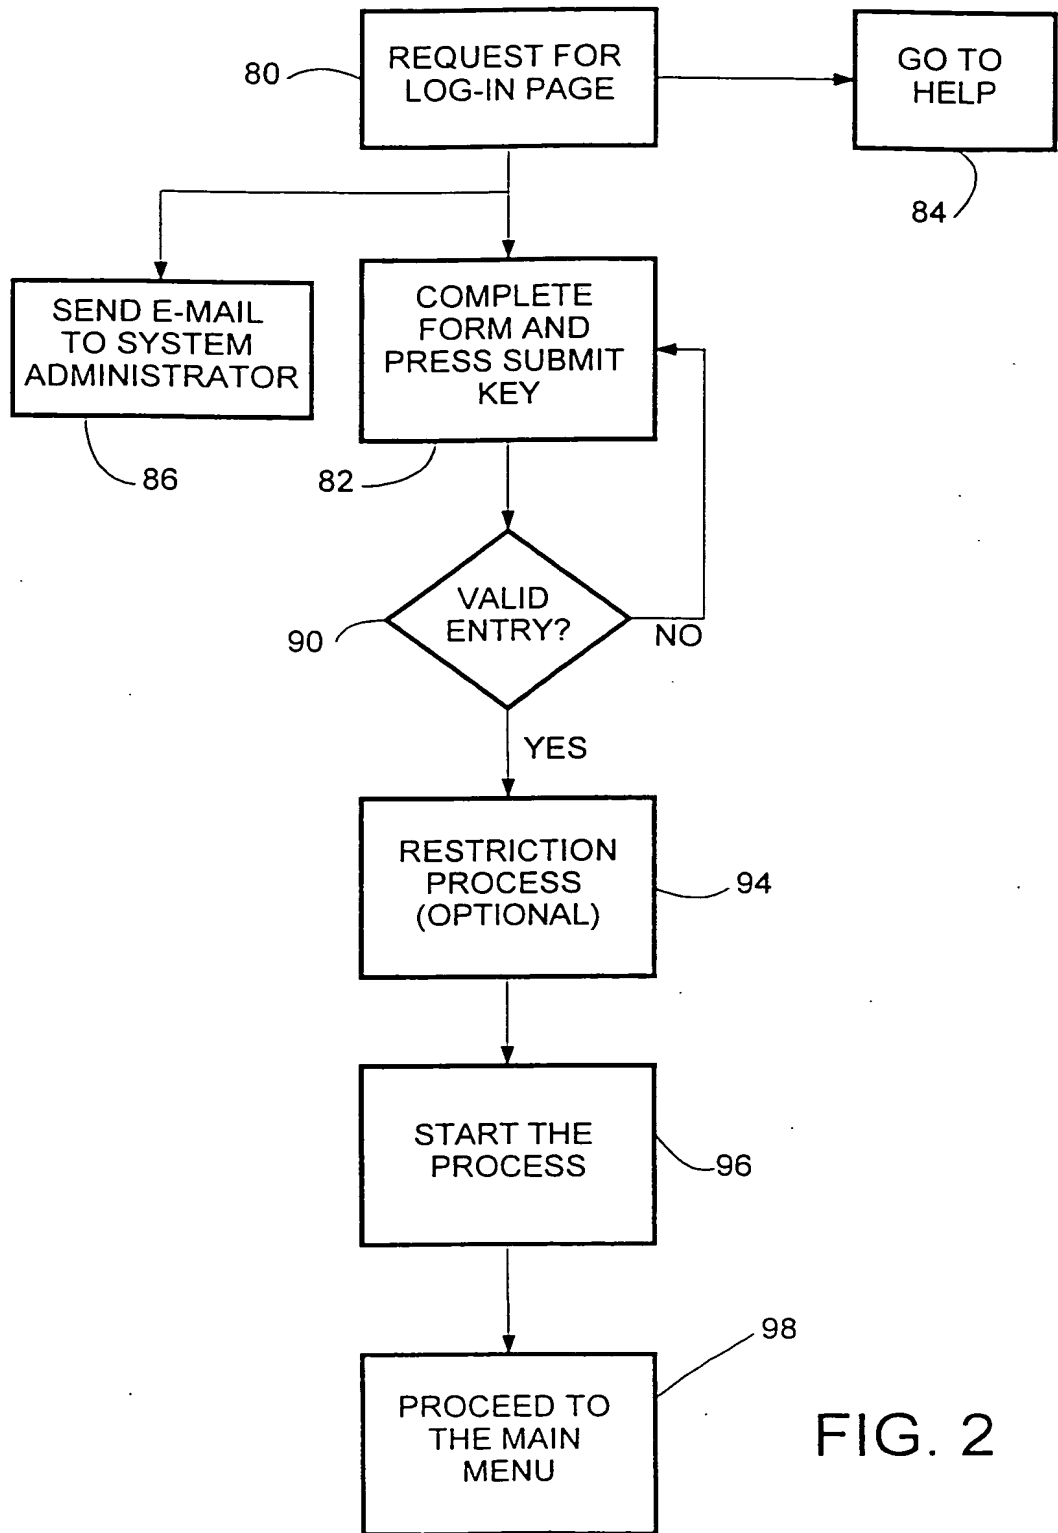 REQUEST FOR
LOG-IN PAGE
80
GO TO
HELP
84
SEND E-MAIL
TO SYSTEM
ADMINISTRATOR
86
COMPLETE
FORM AND
PRESS SUBMIT
KEY
82
VALID
ENTRY?
90
NO
YES
RESTRICTION
PROCESS
(OPTIONAL)
94
START THE
PROCESS
96
98
PROCEED TO
THE MAIN
MENU
FIG. 2